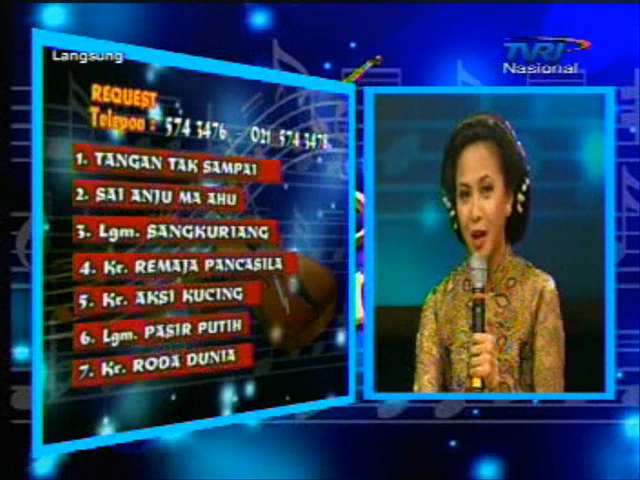 Langsung
TVRI
Nasional
REQUEST
Telepon : 574 3476 - 021 574 3478
1. TANGAN TAK SAMPAI
2. SAI ANJU MA AHU
3. Lgm. SANGKURIANG
4. Kr. REMAJA PANCASILA
5. Kr. AKSI KUCING
6. Lgm. PASIR PUTIH
7. Kr. RODA DUNIA